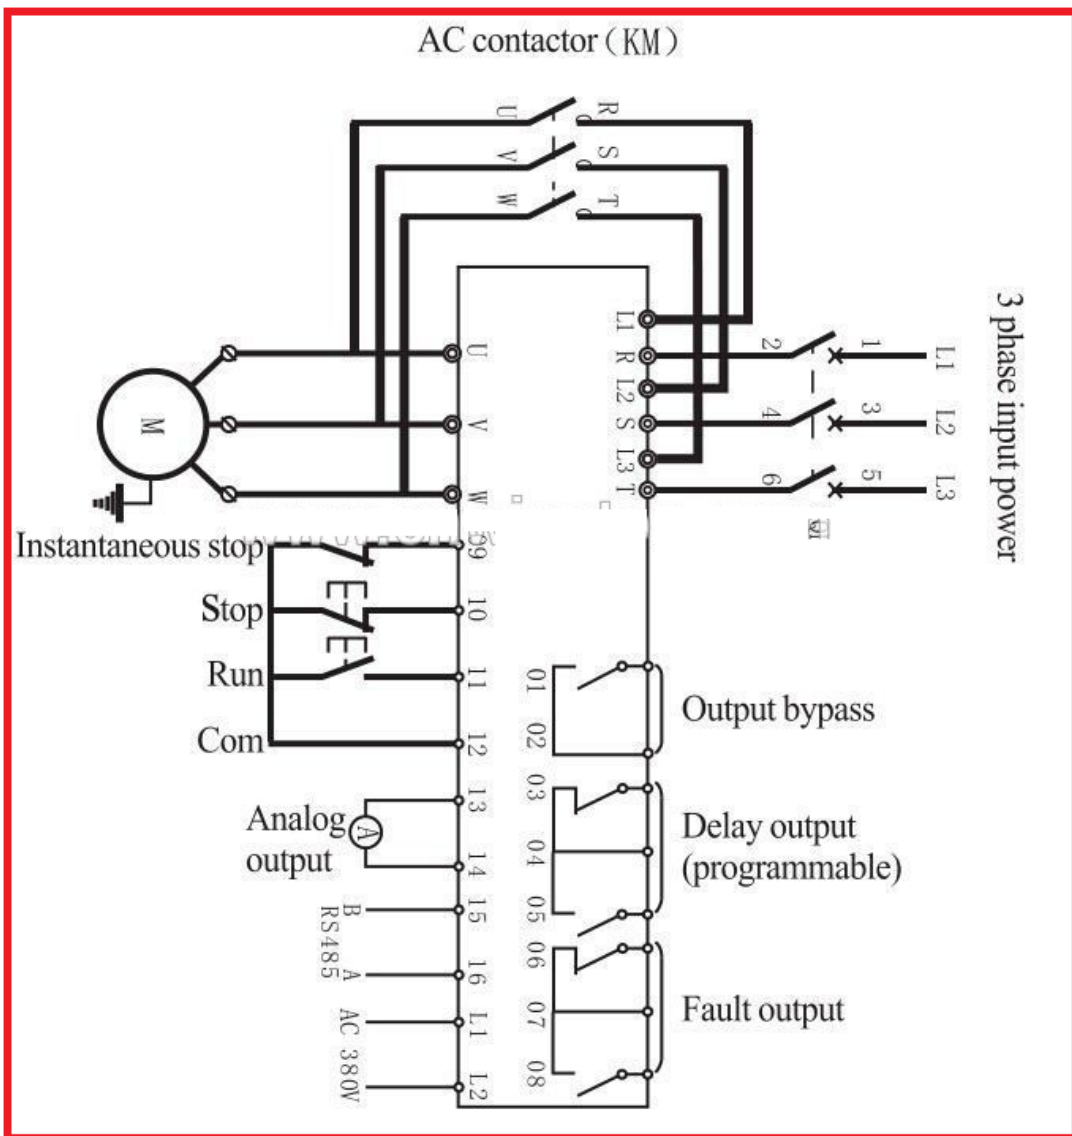 AC contactor (KM)
U R
V S
W T
3 phase input power
L1
R
L2
S
L3
T
2 1 L1
4 3 L2
6 5 L3
U
V
W
M
Instantaneous stop
09
Stop
10
Run
11
Com
12
Analog
output
A
13
14
B
RS485
A
15
16
AC 380V
L1
L2
01
02
Output bypass
03
04
05
Delay output
(programmable)
06
07
08
Fault output